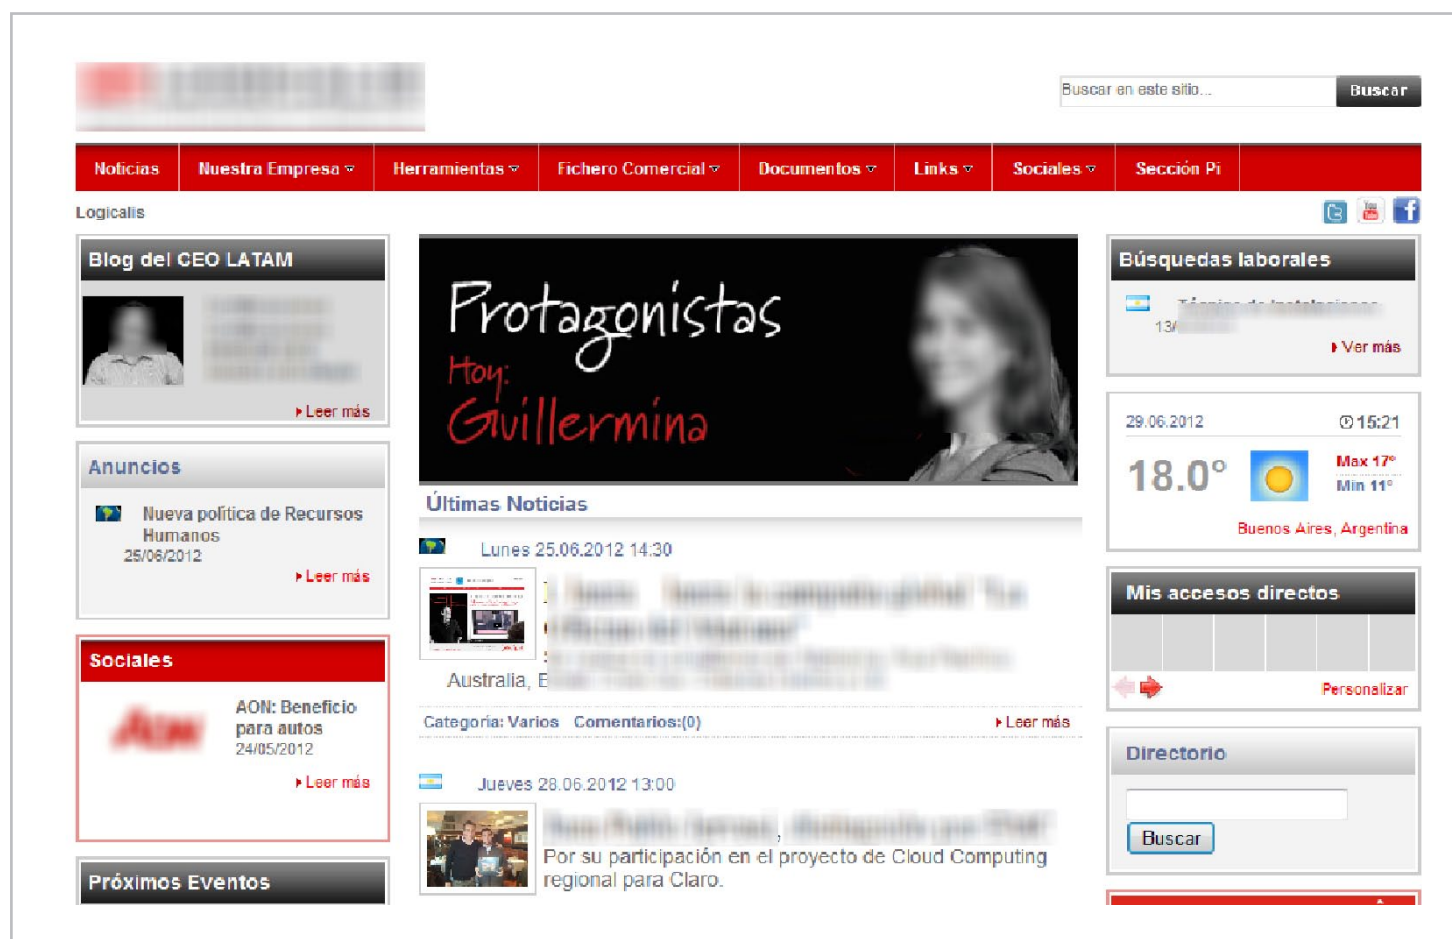 Buscar en este sitio...
Buscar
Noticias
Nuestra Empresa
Herramientas
Fichero Comercial
Documentos
Links
Sociales
Sección Pi
Logicalis
Blog del CEO LATAM
Leer más
Anuncios
Nueva política de Recursos
Humanos
25/06/2012
Leer más
Sociales
AON: Beneficio
para autos
24/05/2012
Leer más
Próximos Eventos
Protagonistas
Hoy:
Guillermina
Últimas Noticias
Lunes 25.06.2012 14:30
Australia,
Categoría: Varios Comentarios:(0)
Leer más
Jueves 28.06.2012 13:00
Por su participación en el proyecto de Cloud Computing
regional para Claro.
Búsquedas laborales
13/
Ver más
29.06.2012
15:21
18.0°
Max 17°
Min 11°
Buenos Aires, Argentina
Mis accesos directos
Personalizar
Directorio
Buscar